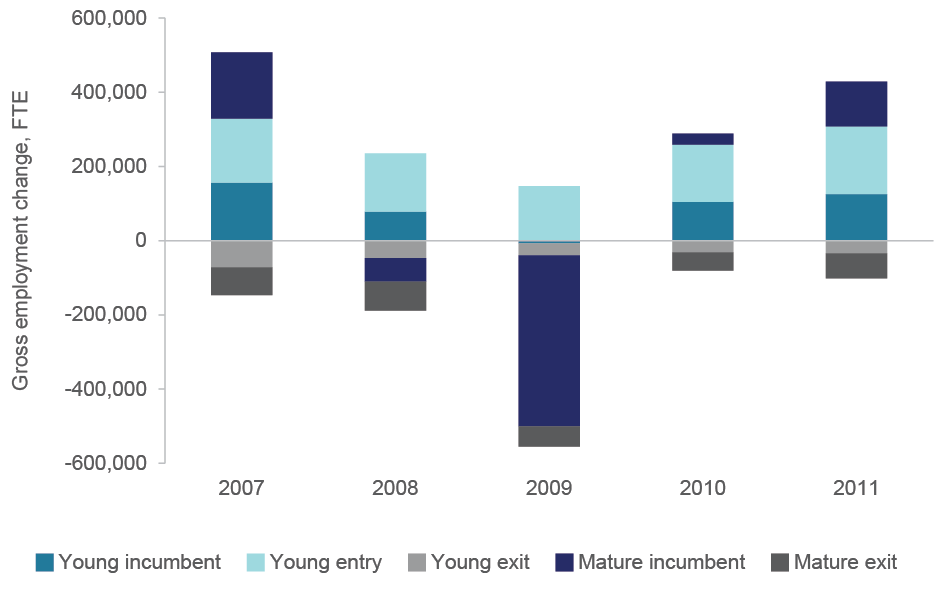 Gross employment change, FTE
600,000
400,000
200,000
0
-200,000
-400,000
-600,000
2007 2008 2009 2010 2011
Young incumbent Young entry Young exit Mature incumbent Mature exit